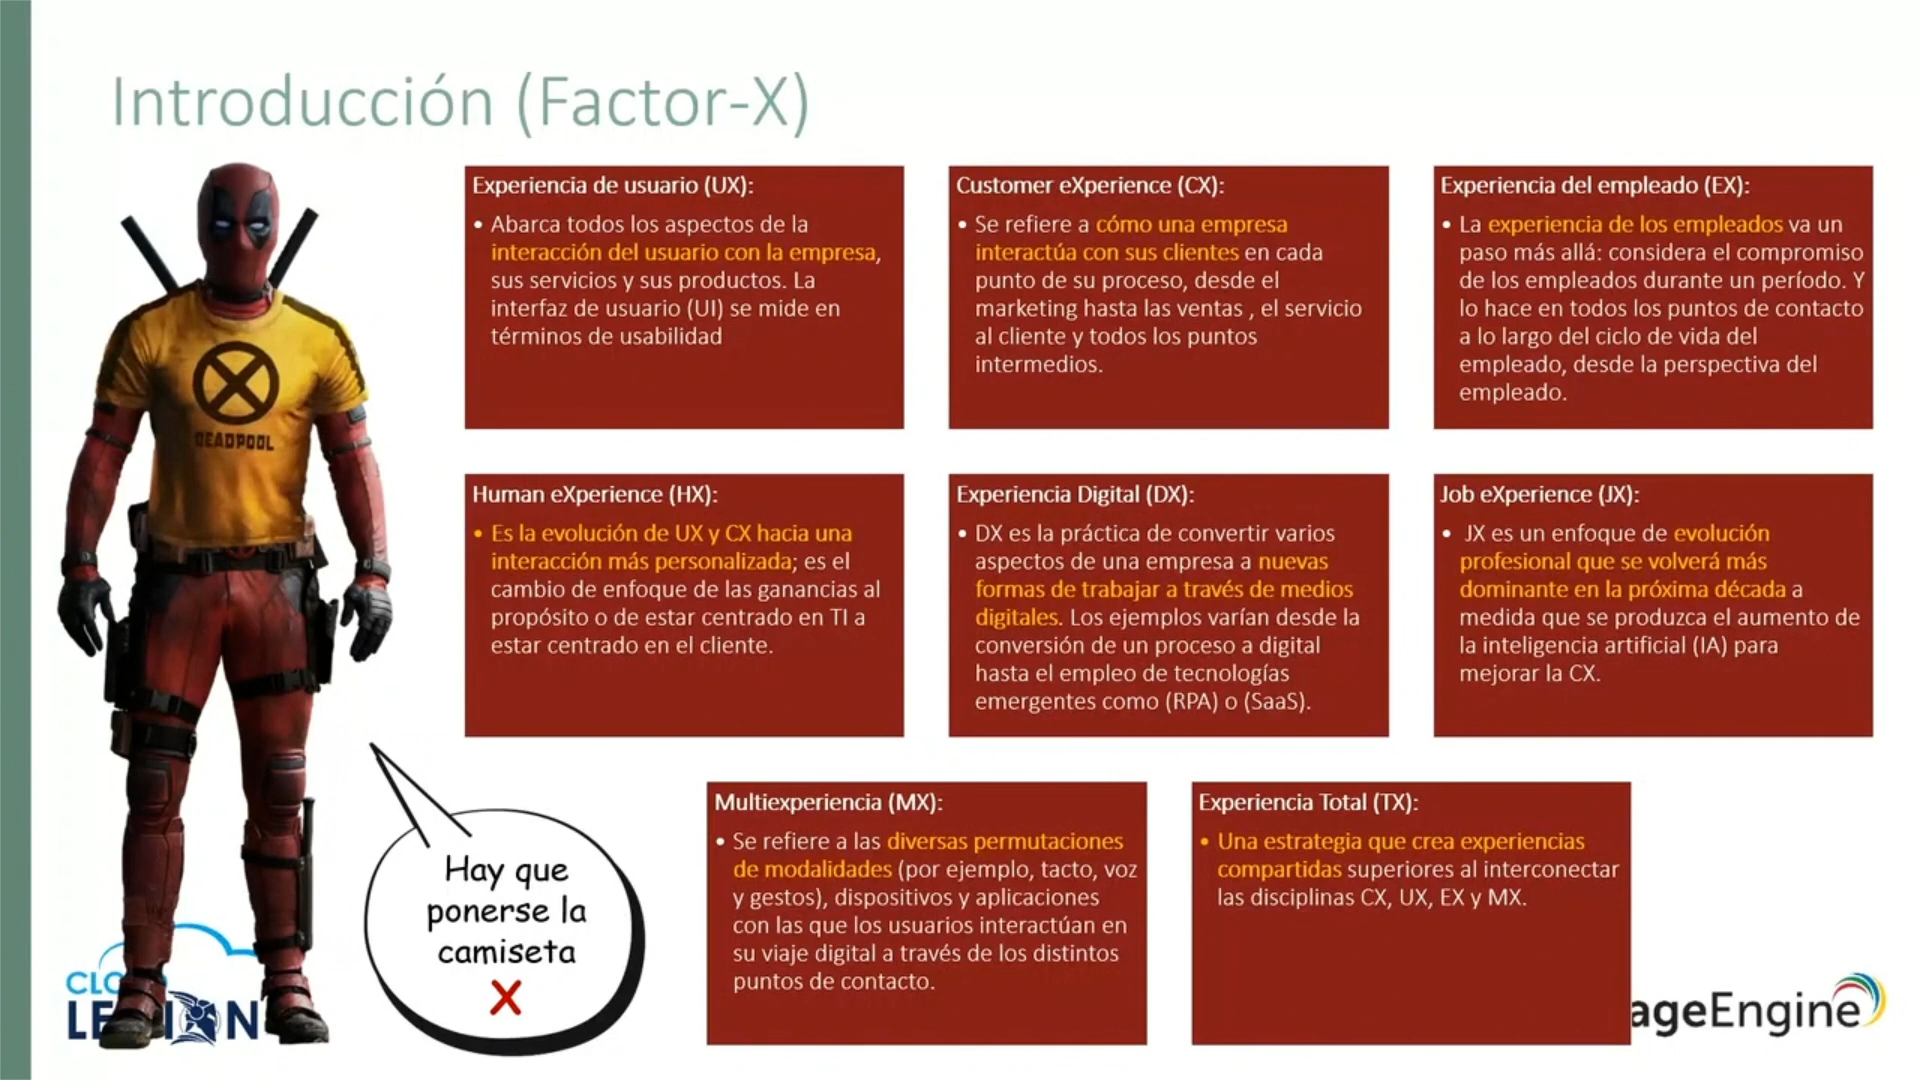 Introducción (Factor-X)
Experiencia de usuario (UX):
• Abarca todos los aspectos de la
interacción del usuario con la empresa,
sus servicios y sus productos. La
interfaz de usuario (UI) se mide en
términos de usabilidad
Customer eXperience (CX):
• Se refiere a cómo una empresa
interactúa con sus clientes en cada
punto de su proceso, desde el
marketing hasta las ventas , el servicio
al cliente y todos los puntos
intermedios.
Experiencia del empleado (EX):
• La experiencia de los empleados va un
paso más allá: considera el compromiso
de los empleados durante un período. Y
lo hace en todos los puntos de contacto
a lo largo del ciclo de vida del
empleado, desde la perspectiva del
empleado.
DEADPOOL
Human eXperience (HX):
• Es la evolución de UX y CX hacia una
interacción más personalizada; es el
cambio de enfoque de las ganancias al
propósito o de estar centrado en TI a
estar centrado en el cliente.
Experiencia Digital (DX):
• DX es la práctica de convertir varios
aspectos de una empresa a nuevas
formas de trabajar a través de medios
digitales. Los ejemplos varían desde la
conversión de un proceso a digital
hasta el empleo de tecnologías
emergentes como (RPA) o (SaaS).
Job eXperience (JX):
• JX es un enfoque de evolución
profesional que se volverá más
dominante en la próxima década a
medida que se produzca el aumento de
la inteligencia artificial (IA) para
mejorar la CX.
Hay que
ponerse la
camiseta
X
Multiexperiencia (MX):
• Se refiere a las diversas permutaciones
de modalidades (por ejemplo, tacto, voz
y gestos), dispositivos y aplicaciones
con las que los usuarios interactúan en
su viaje digital a través de los distintos
puntos de contacto.
Experiencia Total (TX):
• Una estrategia que crea experiencias
compartidas superiores al interconectar
las disciplinas CX, UX, EX y MX.
ageEngine